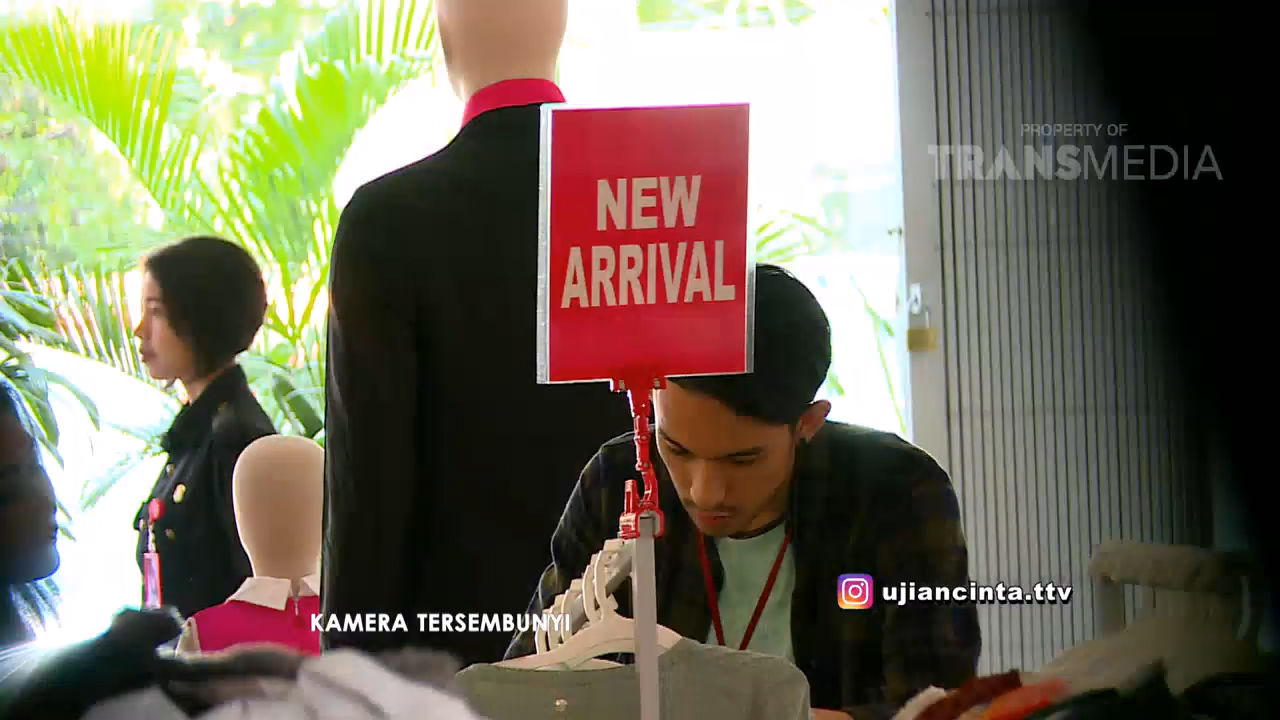 PROPERTY OF
TRANSMEDIA
NEW
ARRIVAL
ujiancinta.ttv
KAMERA TERSEMBUNYI